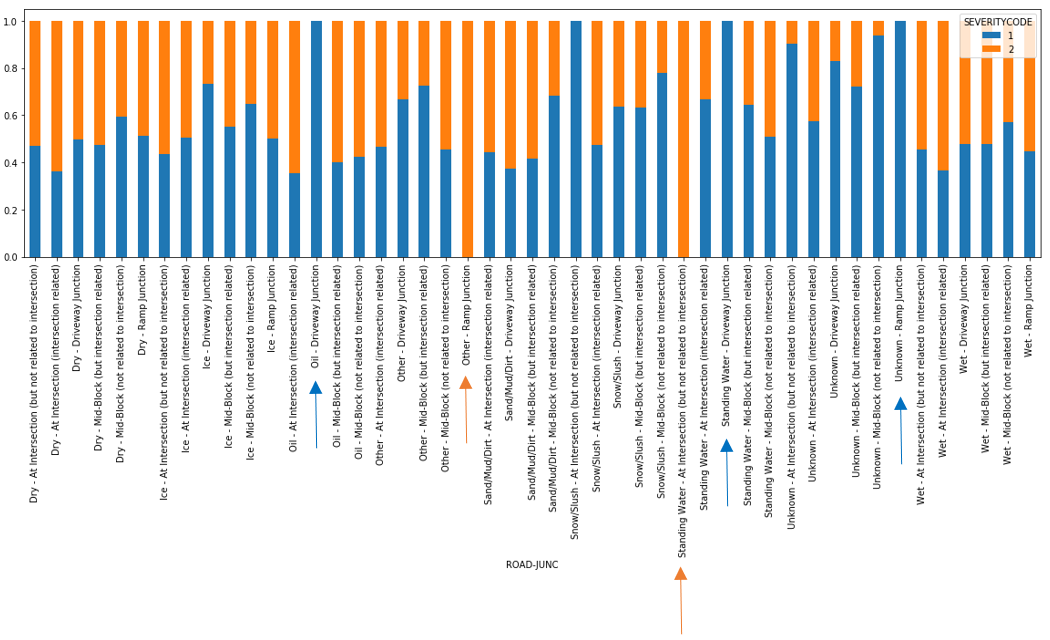 1.0
0.8
0.6
0.4
0.2
0.0
SEVERITYCODE
1
2
Dry - At Intersection (but not related to intersection)
Dry - At Intersection (intersection related)
Dry - Driveway Junction
Dry - Mid-Block (but intersection related)
Dry - Mid-Block (not related to intersection)
Dry - Ramp Junction
Ice - At Intersection (but not related to intersection)
Ice - At Intersection (intersection related)
Ice - Driveway Junction
Ice - Mid-Block (but intersection related)
Ice - Mid-Block (not related to intersection)
Ice - Ramp Junction
Oil - At Intersection (intersection related)
Oil - Driveway Junction
Oil - Mid-Block (but intersection related)
Oil - Mid-Block (not related to intersection)
Other - At Intersection (intersection related)
Other - Driveway Junction
Other - Mid-Block (but intersection related)
Other - Mid-Block (not related to intersection)
Other - Ramp Junction
Sand/Mud/Dirt - At Intersection (intersection related)
Sand/Mud/Dirt - Driveway Junction
Sand/Mud/Dirt - Mid-Block (but intersection related)
Sand/Mud/Dirt - Mid-Block (not related to intersection)
Snow/Slush - At Intersection (but not related to intersection)
Snow/Slush - At Intersection (intersection related)
Snow/Slush - Driveway Junction
Snow/Slush - Mid-Block (but intersection related)
Snow/Slush - Mid-Block (not related to intersection)
Standing Water - At Intersection (but not related to intersection)
Standing Water - At Intersection (intersection related)
Standing Water - Driveway Junction
Standing Water - Mid-Block (but intersection related)
Standing Water - Mid-Block (not related to intersection)
Unknown - At Intersection (but not related to intersection)
Unknown - At Intersection (intersection related)
Unknown - Driveway Junction
Unknown - Mid-Block (but intersection related)
Unknown - Mid-Block (not related to intersection)
Unknown - Ramp Junction
Wet - At Intersection (but not related to intersection)
Wet - At Intersection (intersection related)
Wet - Driveway Junction
Wet - Mid-Block (but intersection related)
Wet - Mid-Block (not related to intersection)
Wet - Ramp Junction
ROAD-JUNC